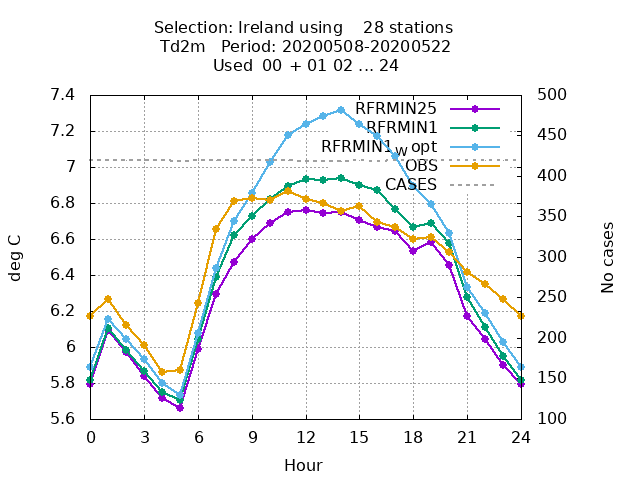 Selection: Ireland using 28 stations
Td2m Period: 20200508-20200522
Used 00 + 01 02 ... 24
7.4
7.2
7
6.8
6.6
6.4
6.2
6
5.8
5.6
500
450
400
350
300
250
200
150
100
RFRMIN25
RFRMIN1
RFRMIN1_W opt
OBS
CASES
deg C
No cases
0 3 6 9 12 15 18 21 24
Hour